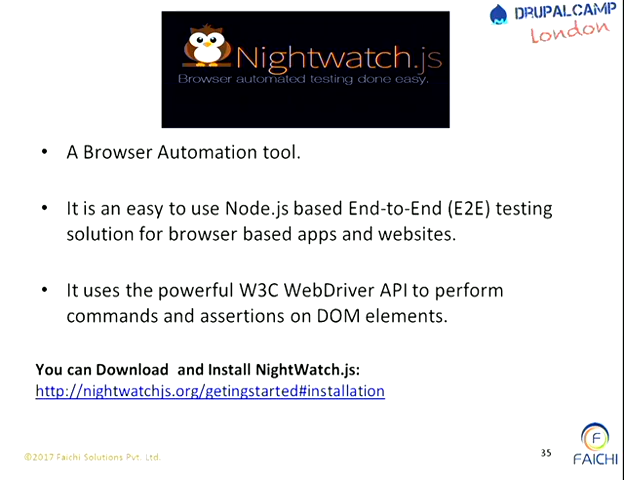 DRUPALCAMP
London
Nightwatch.js
Browser automated testing done easy.
• A Browser Automation tool.
• It is an easy to use Node.js based End-to-End (E2E) testing
solution for browser based apps and websites.
• It uses the powerful W3C WebDriver API to perform
commands and assertions on DOM elements.
You can Download  and Install NightWatch.js:
http://nightwatchjs.org/getingstarted#installation
©2017 Faichi Solutions Pvt. Ltd.
35
F
FAICHI